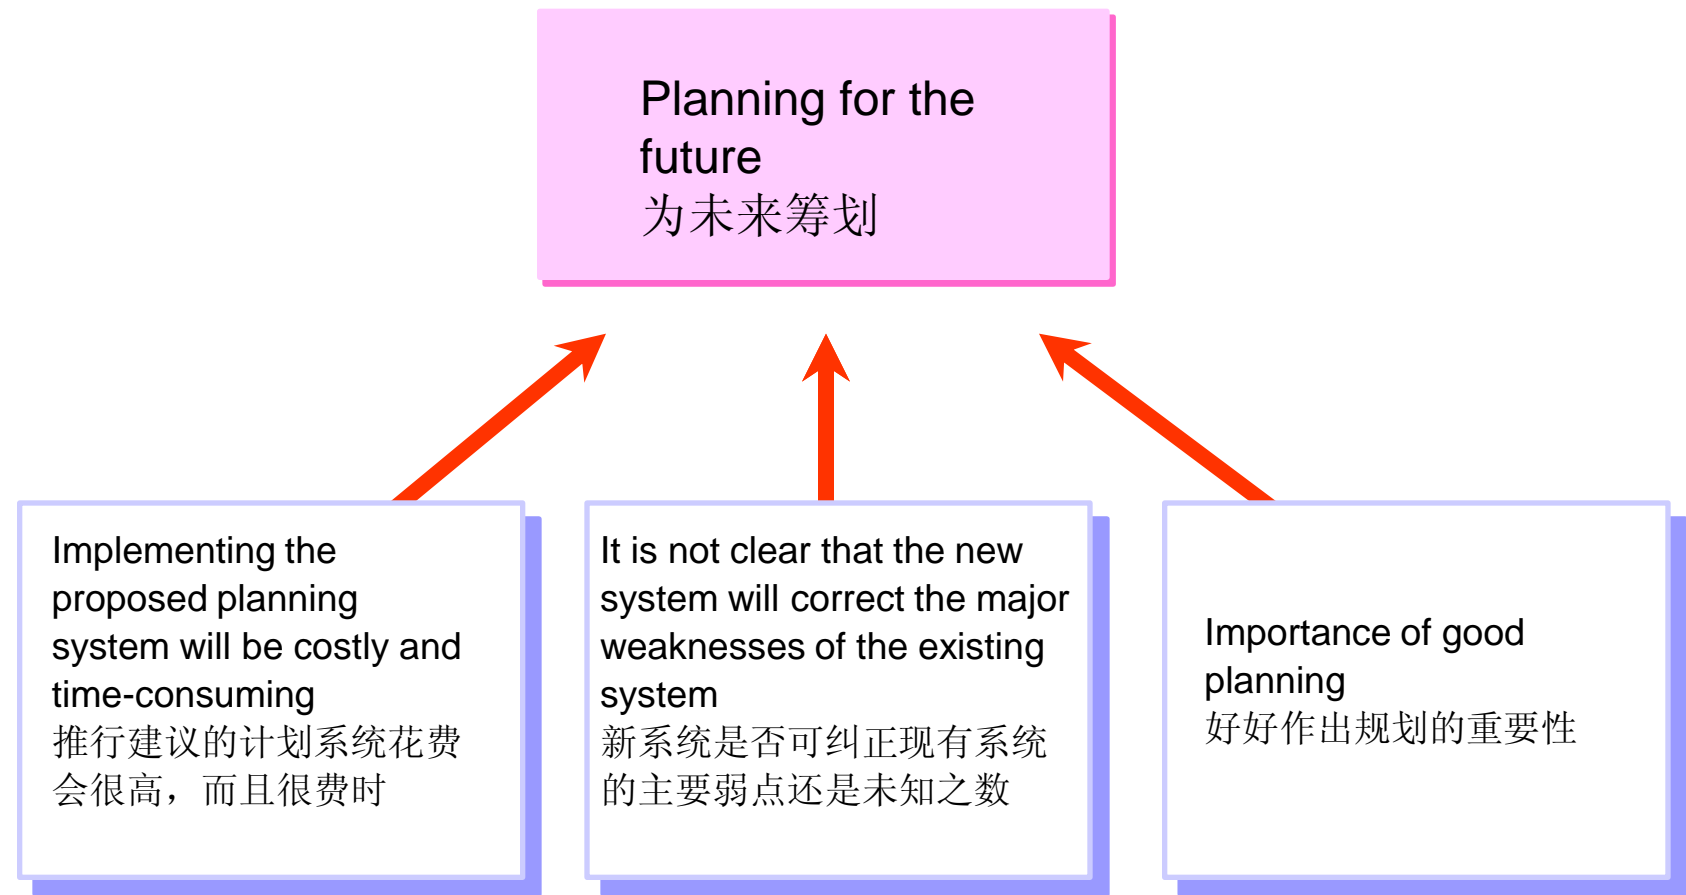 Planning for the
future
为未来筹划
Implementing the
proposed planning
system will be costly and
time-consuming
推行建议的计划系统花费
会很高，而且很费时
It is not clear that the new
system will correct the major
weaknesses of the existing
system
新系统是否可纠正现有系统
的主要弱点还是未知之数
Importance of good
planning
好好作出规划的重要性